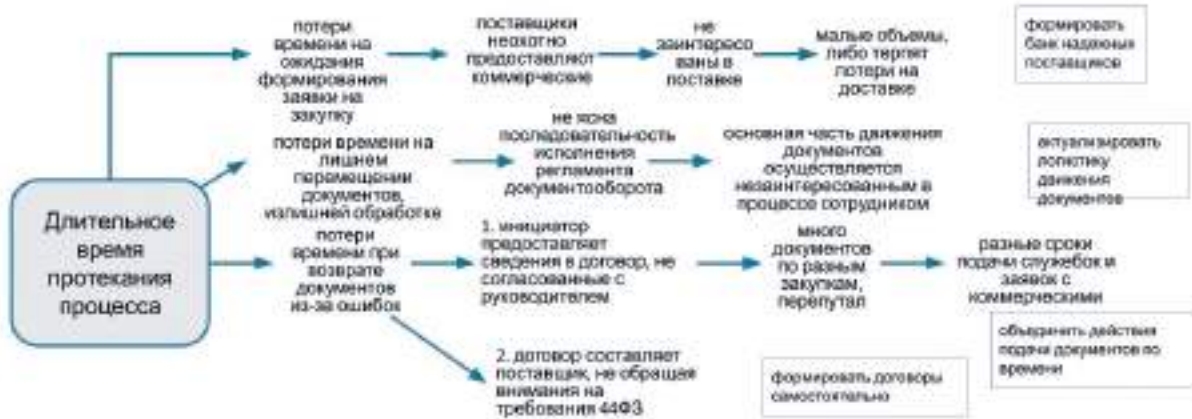 потери
времени на
ожидания
формирования
заявки на
закупку
поставщики
неохотно
предоставляют
коммерческие
не
заинтересо
ваны в
поставке
малые объемы,
либо терпят
потери на
доставке
формировать
банк надежных
поставщиков
потери времени на
лишнем
перемещении
документов,
излишней обработке
не ясна
последовательность
исполнения
регламента
документооборота
основная часть движения
документов
осуществляется
незаинтересованным в
процессе сотрудником
актуализировать
логистику
движения
документов
Длительное
время
протекания
процесса
потери
времени при
возврате
документов
из-за ошибок
1. инициатор
предоставляет
сведения в договор, не
согласованные с
руководителем
много
документов
по разным
закупкам,
перепутал
разные сроки
подачи служебок и
заявок с
коммерческими
объединить действия
подачи документов по
времени
2. договор составляет
поставщик, не обращая
внимания на
требования 44ФЗ
формировать договоры
самостоятельно